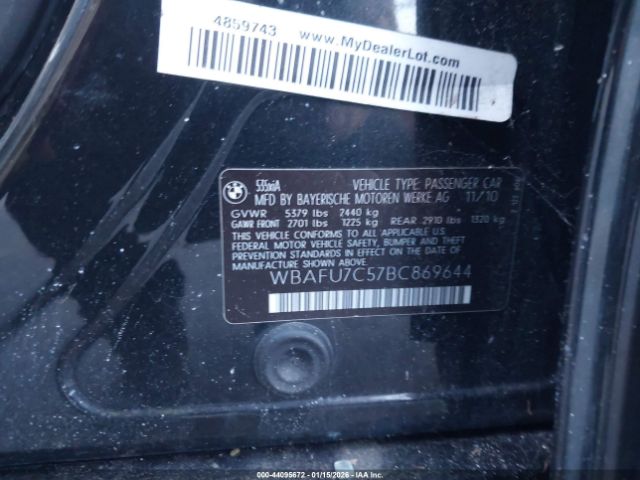 4859743
www.MyDealerLot.com
BMW
535xiA VEHICLE TYPE PASSENGER CAR
MFD BY BAYERISCHE MOTOREN WERKE AG 11/10
GVWR 5379 lbs 2440 kg
GAWR FRONT 2701 lbs 1225 kg REAR 2910 lbs 1320 kg
THIS VEHICLE CONFORMS TO ALL APPLICABLE U.S.
FEDERAL MOTOR VEHICLE SAFETY, BUMPER AND THEFT
PREVENTION STANDARDS IN EFFECT ON THE DATE OF
MANUFACTURE SHOWN ABOVE.
WBAFU7C57BC869644
00-44095672 / 01/15/2026 / IAA Inc.